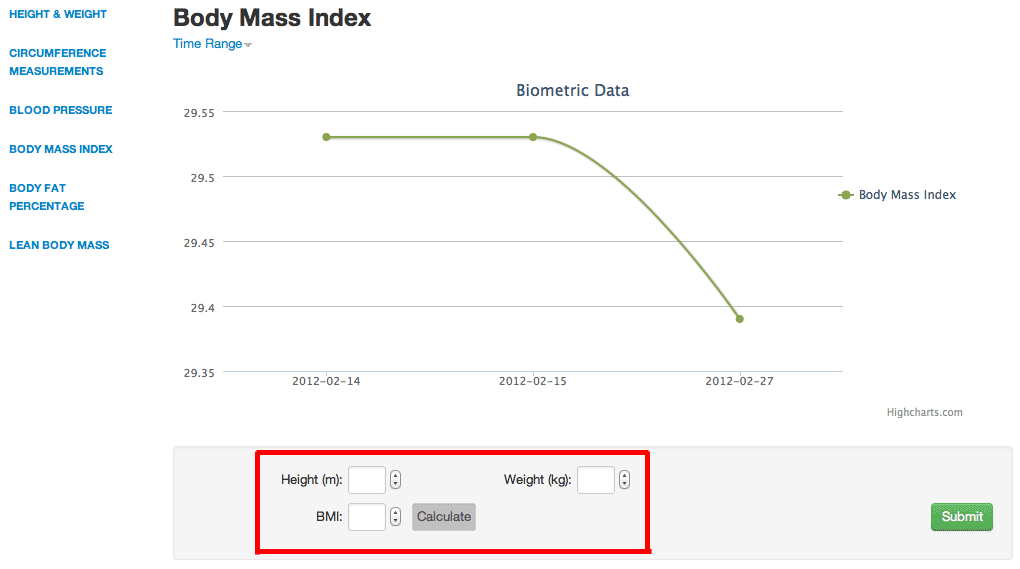 HEIGHT & WEIGHT
CIRCUMFERENCE
MEASUREMENTS
BLOOD PRESSURE
BODY MASS INDEX
BODY FAT
PERCENTAGE
LEAN BODY MASS
Body Mass Index
Time Range
Biometric Data
29.55
29.5
29.45
29.4
29.35
2012-02-14 2012-02-15 2012-02-27
Body Mass Index
Highcharts.com
Height (m): Weight (kg):
BMI: Calculate
Submit